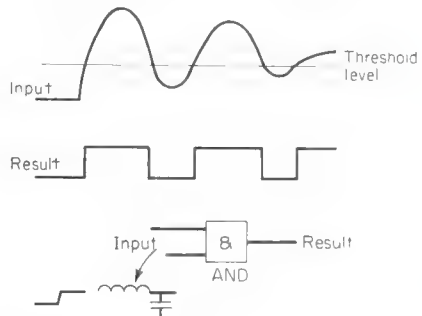 Threshold
level
Input
Result
Input
&
Result
AND